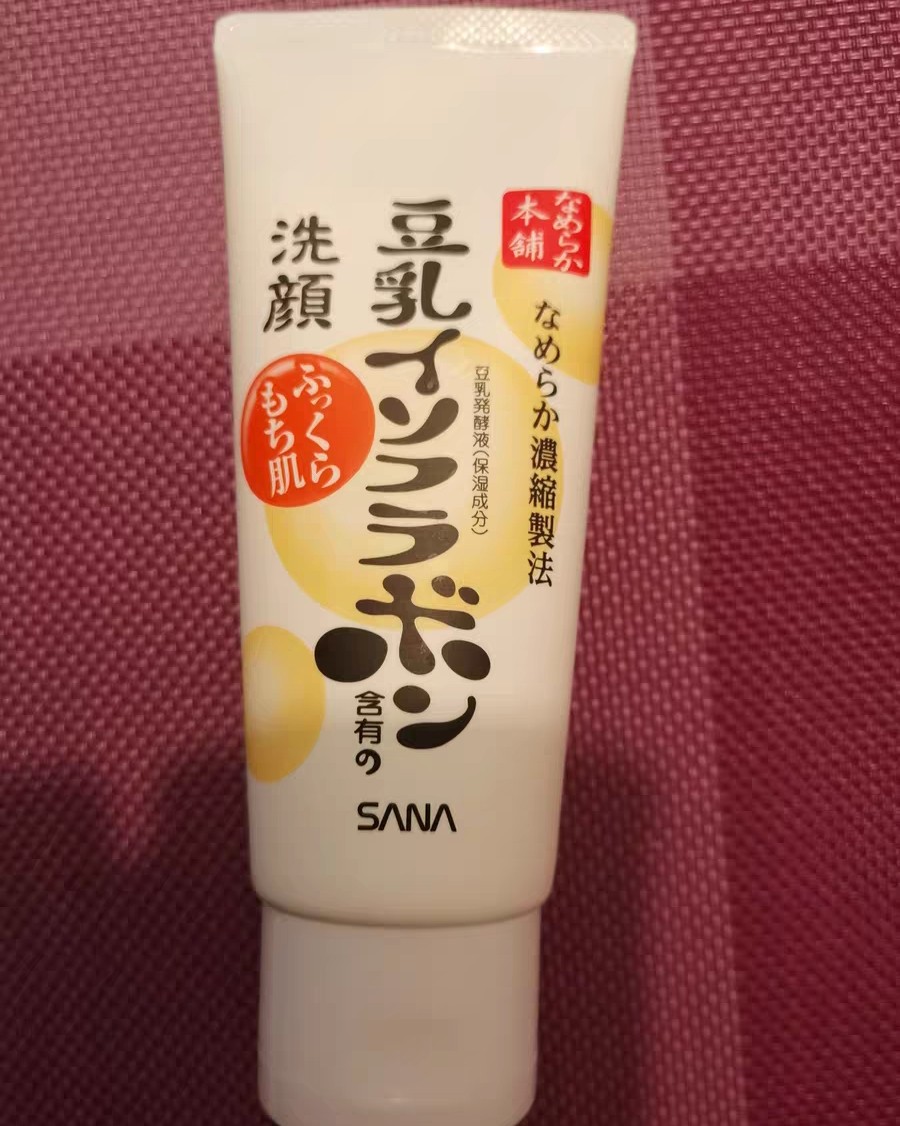 なめらか
本舗
なめらか濃縮製法
豆乳発酵液(保湿成分)
豆乳イソフラボン
含有の
洗顔
ふっくら
もち肌
SANA